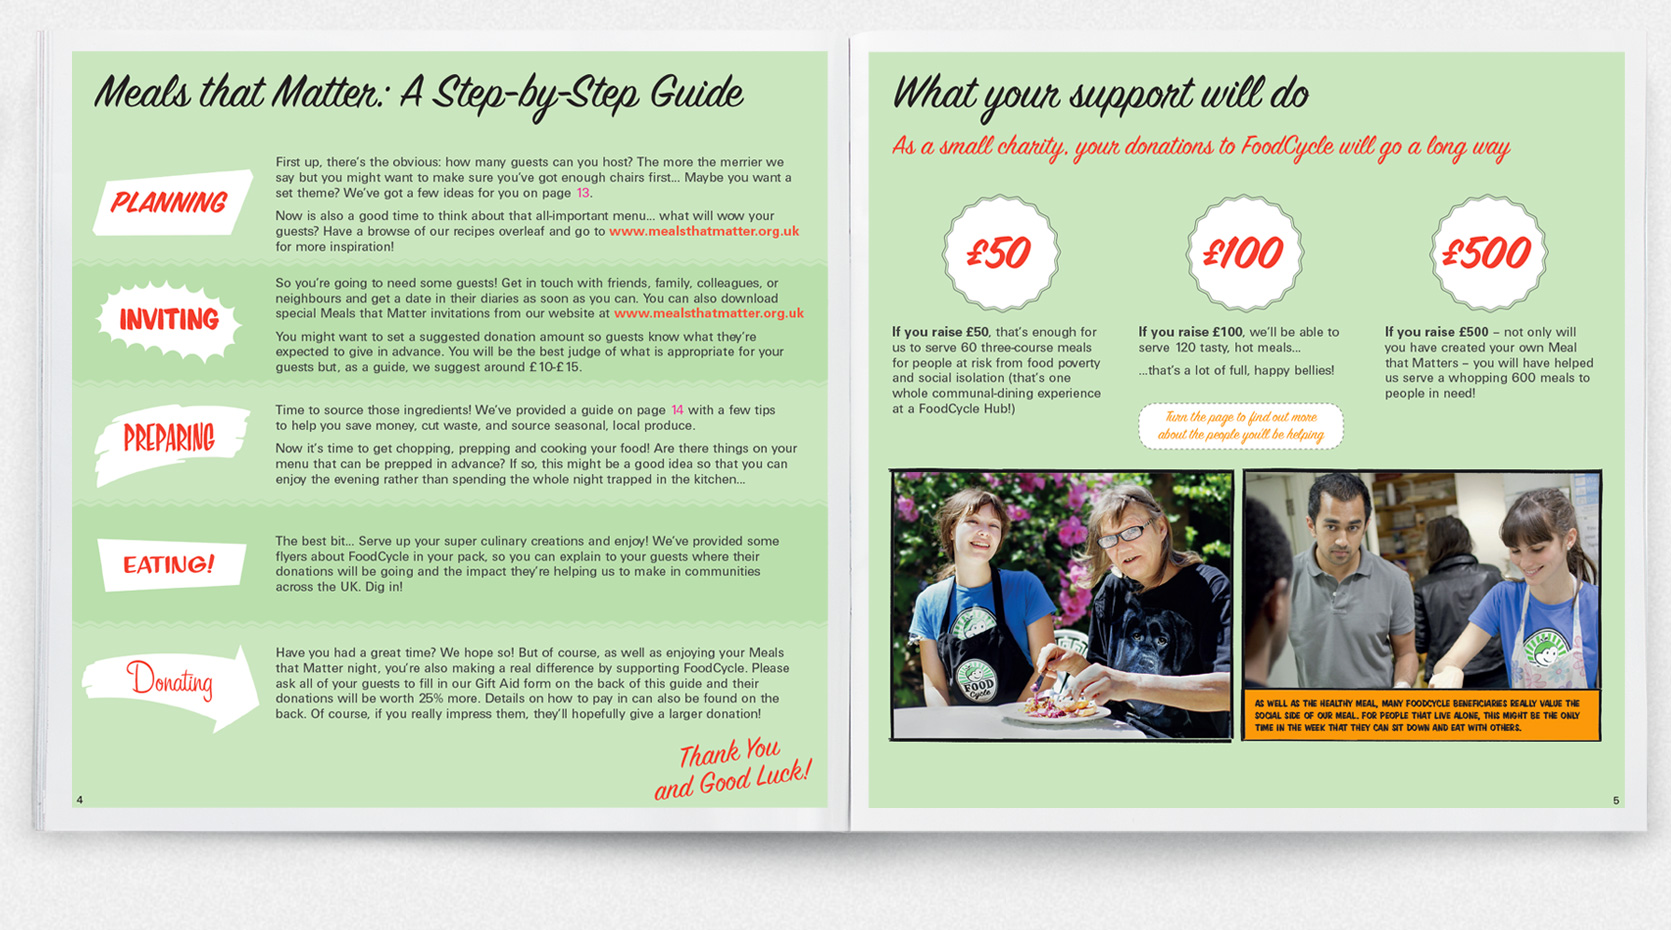 Meals that Matter: A Step-by-Step Guide
PLANNING
First up, there's the obvious: how many guests can you host? The more the merrier we
say but you might want to make sure you've got enough chairs first... Maybe you want a
set theme? We've got a few ideas for you on page 13.
Now is also a good time to think about that all-important menu... what will wow your
guests? Have a browse of our recipes overleaf and go to www.mealsthatmatter.org.uk
for more inspiration!
INVITING
So you're going to need some guests! Get in touch with friends, family, colleagues, or
neighbours and get a date in their diaries as soon as you can. You can also download
special Meals that Matter invitations from our website at www.mealsthatmatter.org.uk
You might want to set a suggested donation amount so guests know what they're
expected to give in advance. You will be the best judge of what is appropriate for your
guests but, as a guide, we suggest around £10-£15.
PREPARING
Time to source those ingredients! We've provided a guide on page 14 with a few tips
to help you save money, cut waste, and source seasonal, local produce.
Now it's time to get chopping, prepping and cooking your food! Are there things on your
menu that can be prepped in advance? If so, this might be a good idea so that you can
enjoy the evening rather than spending the whole night trapped in the kitchen...
EATING!
The best bit... Serve up your super culinary creations and enjoy! We've provided some
flyers about FoodCycle in your pack, so you can explain to your guests where their
donations will be going and the impact they're helping us to make in communities
across the UK. Dig in!
Donating
Have you had a great time? We hope so! But of course, as well as enjoying your Meals
that Matter night, you're also making a real difference by supporting FoodCycle. Please
ask all of your guests to fill in our Gift Aid form on the back of this guide and their
donations will be worth 25% more. Details on how to pay in can also be found on the
back. Of course, if you really impress them, they'll hopefully give a larger donation!
Thank You
and Good Luck!
4
What your support will do
As a small charity, your donations to FoodCycle will go a long way
£50
If you raise £50, that's enough for
us to serve 60 three-course meals
for people at risk from food poverty
and social isolation (that's one
whole communal-dining experience
at a FoodCycle Hub!)
£100
If you raise £100, we'll be able to
serve 120 tasty, hot meals...
...that's a lot of full, happy bellies!
Turn the page to find out more
about the people you'll be helping
£500
If you raise £500 – not only will
you have created your own Meal
that Matters – you will have helped
us serve a whopping 600 meals to
people in need!
FOOD
Cycle
AS WELL AS THE HEALTHY MEAL, MANY FOODCYCLE BENEFICIARIES REALLY VALUE THE
SOCIAL SIDE OF OUR MEAL. FOR PEOPLE THAT LIVE ALONE, THIS MIGHT BE THE ONLY
TIME IN THE WEEK THAT THEY CAN SIT DOWN AND EAT WITH OTHERS.
5